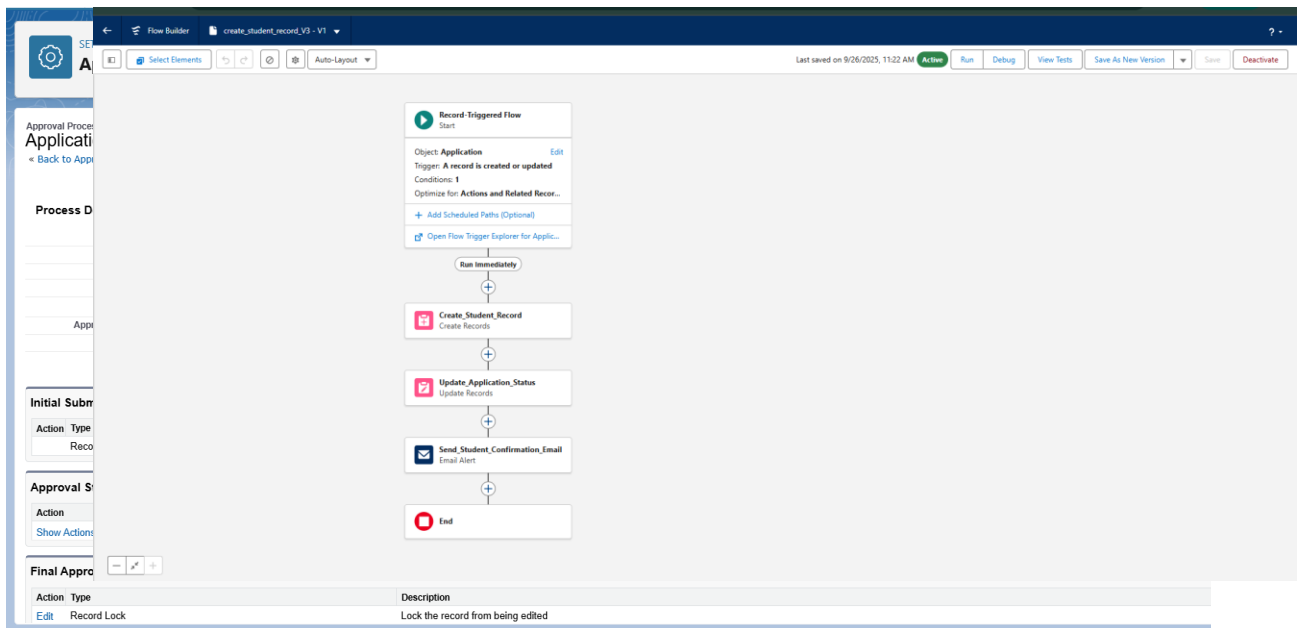 Flow Builder create_student_record_V3 - V1 ?
SET
Select Elements Auto-Layout Last saved on 9/26/2025, 11:22 AM Active Run Debug View Tests Save As New Version Save Deactivate
Record-Triggered Flow
Start
Approval Proce
Applicati
« Back to Appr
Object: Application Edit
Trigger: A record is created or updated
Conditions: 1
Optimize for: Actions and Related Recor...
Process D
Add Scheduled Paths (Optional)
Open Flow Trigger Explorer for Applic...
Run Immediately
Create_Student_Record
Create Records
Appr
Update_Application_Status
Update Records
Initial Subm
Action Type
Reco
Send_Student_Confirmation_Email
Email Alert
Approval St
Action
Show Actions
End
Final Appro
Action Type Description
Edit Record Lock Lock the record from being edited